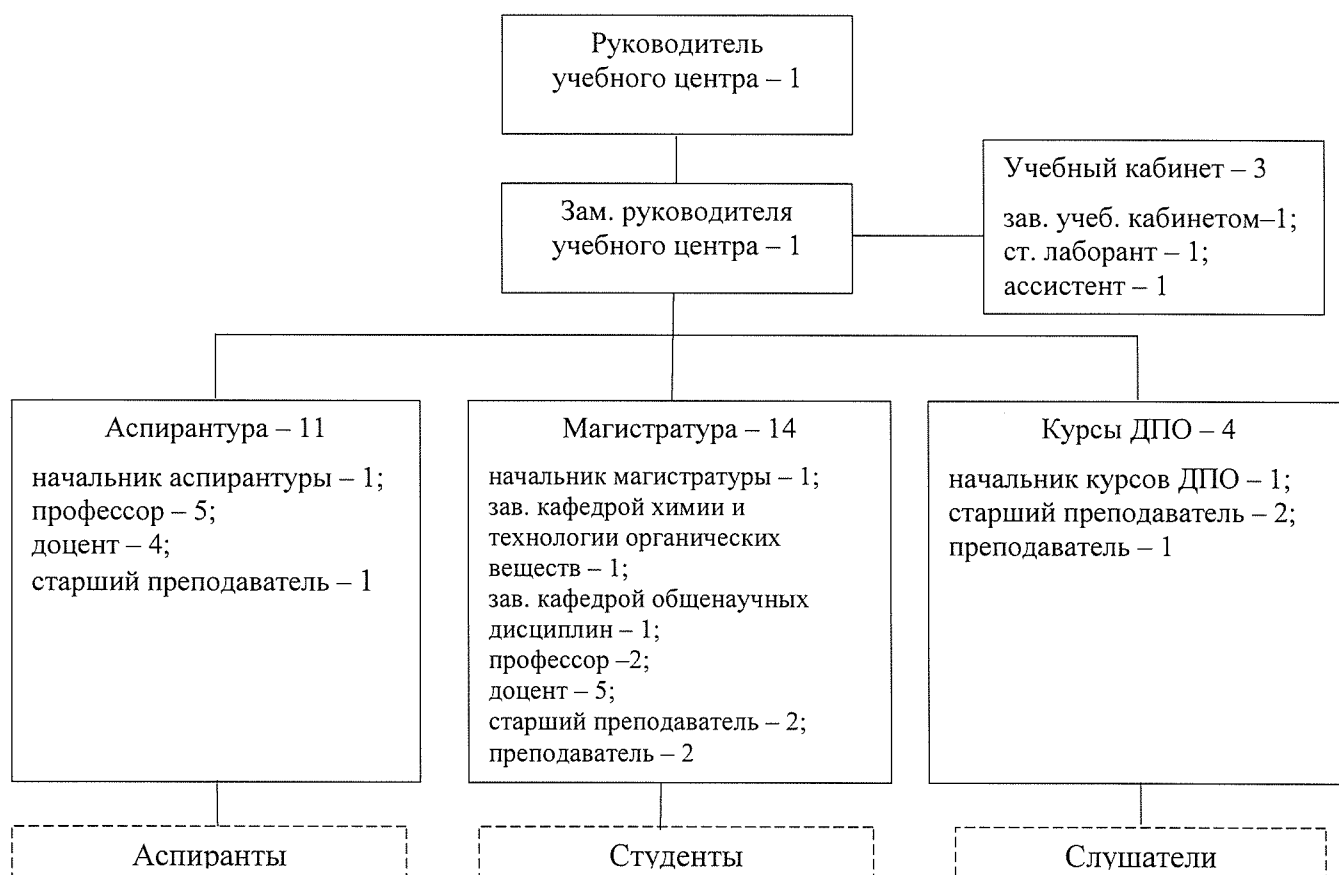 Руководитель
учебного центра – 1
Зам. руководителя
учебного центра – 1
Учебный кабинет – 3
зав. учеб. кабинетом–1;
ст. лаборант – 1;
ассистент – 1
Аспирантура – 11
начальник аспирантуры – 1;
профессор – 5;
доцент – 4;
старший преподаватель – 1
Магистратура – 14
начальник магистратуры – 1;
зав. кафедрой химии и
технологии органических
веществ – 1;
зав. кафедрой общенаучных
дисциплин – 1;
профессор –2;
доцент – 5;
старший преподаватель – 2;
преподаватель – 2
Курсы ДПО – 4
начальник курсов ДПО – 1;
старший преподаватель – 2;
преподаватель – 1
Аспиранты
Студенты
Слушатели